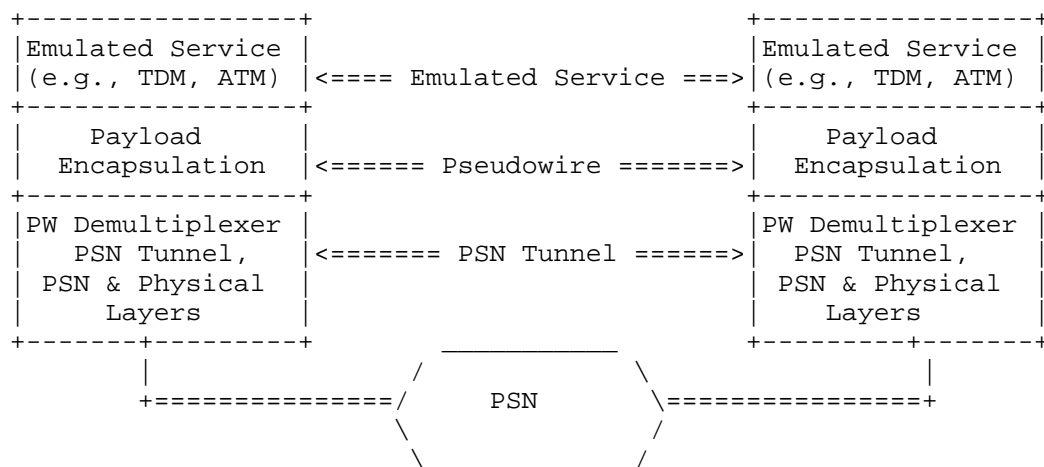 Emulated Service <==== Emulated Service ===> Emulated Service
(e.g., TDM, ATM) (e.g., TDM, ATM)
Payload Payload
Encapsulation <====== Pseudowire =======> Encapsulation
PW Demultiplexer PW Demultiplexer
PSN Tunnel, <======= PSN Tunnel ======> PSN Tunnel,
PSN & Physical PSN & Physical
Layers Layers
PSN